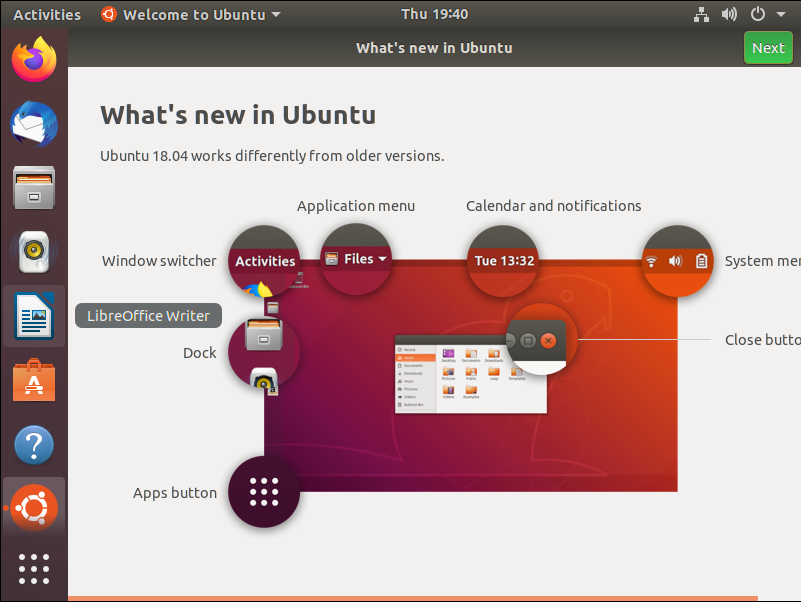 Activities Welcome to Ubuntu Thu 19:40
What's new in Ubuntu Next
What's new in Ubuntu
Ubuntu 18.04 works differently from older versions.
Application menu Calendar and notifications
Window switcher Activities Files Tue 13:32 System men
LibreOffice Writer
Dock Close butto
Apps button